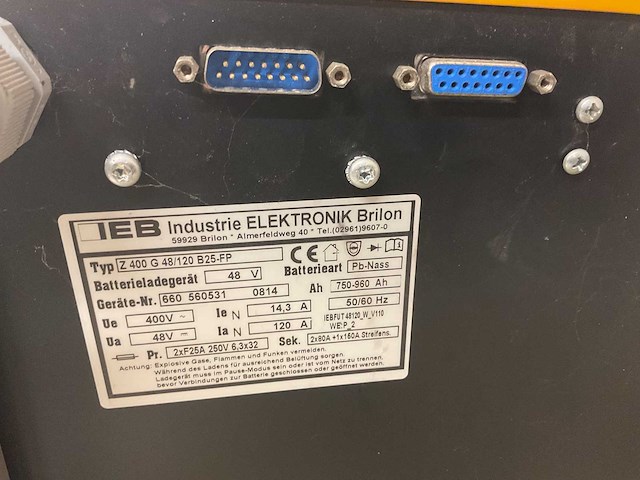 IEB Industrie ELEKTRONIK Brilon
59929 Brilon * Almerfeldweg 40 * Tel.(02961)9607-0
Typ Z 400 G 48/120 B25-FP CE
Batterieladegerät 48 V Batterieart Pb-Nass
Geräte-Nr. 660 560531 0814 Ah 750-960 Ah
Ue 400V ~ Ie N 14,3 A 50/60 Hz
Ua 48V Ia N 120 A IEBFUT48120_W_V110
WE:P_2
Pr. 2xF25A 250V 6.3x32 Sek. 2x80A +1x160A Streifens.
Achtung: Explosive Gase, Flammen und Funken vermeiden.
Während des Ladens für ausreichend Belüftung sorgen.
Ladegerät muss im Pause-Modus sein oder ist vom Netz zu trennen,
bevor Verbindungen zur Batterie geschlossen oder geöffnet werden.